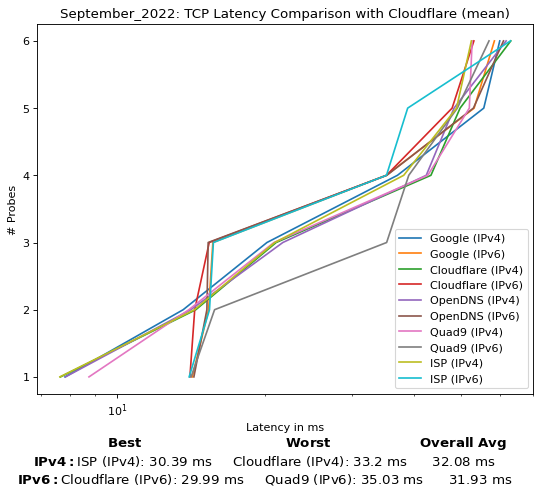 September_2022: TCP Latency Comparison with Cloudflare (mean)
6
5
4
3
2
1
# Probes
10^1
Latency in ms
Google (IPv4)
Google (IPv6)
Cloudflare (IPv4)
Cloudflare (IPv6)
OpenDNS (IPv4)
OpenDNS (IPv6)
Quad9 (IPv4)
Quad9 (IPv6)
ISP (IPv4)
ISP (IPv6)
Best Worst Overall Avg
IPv4: ISP (IPv4): 30.39 ms Cloudflare (IPv4): 33.2 ms 32.08 ms
IPv6: Cloudflare (IPv6): 29.99 ms Quad9 (IPv6): 35.03 ms 31.93 ms